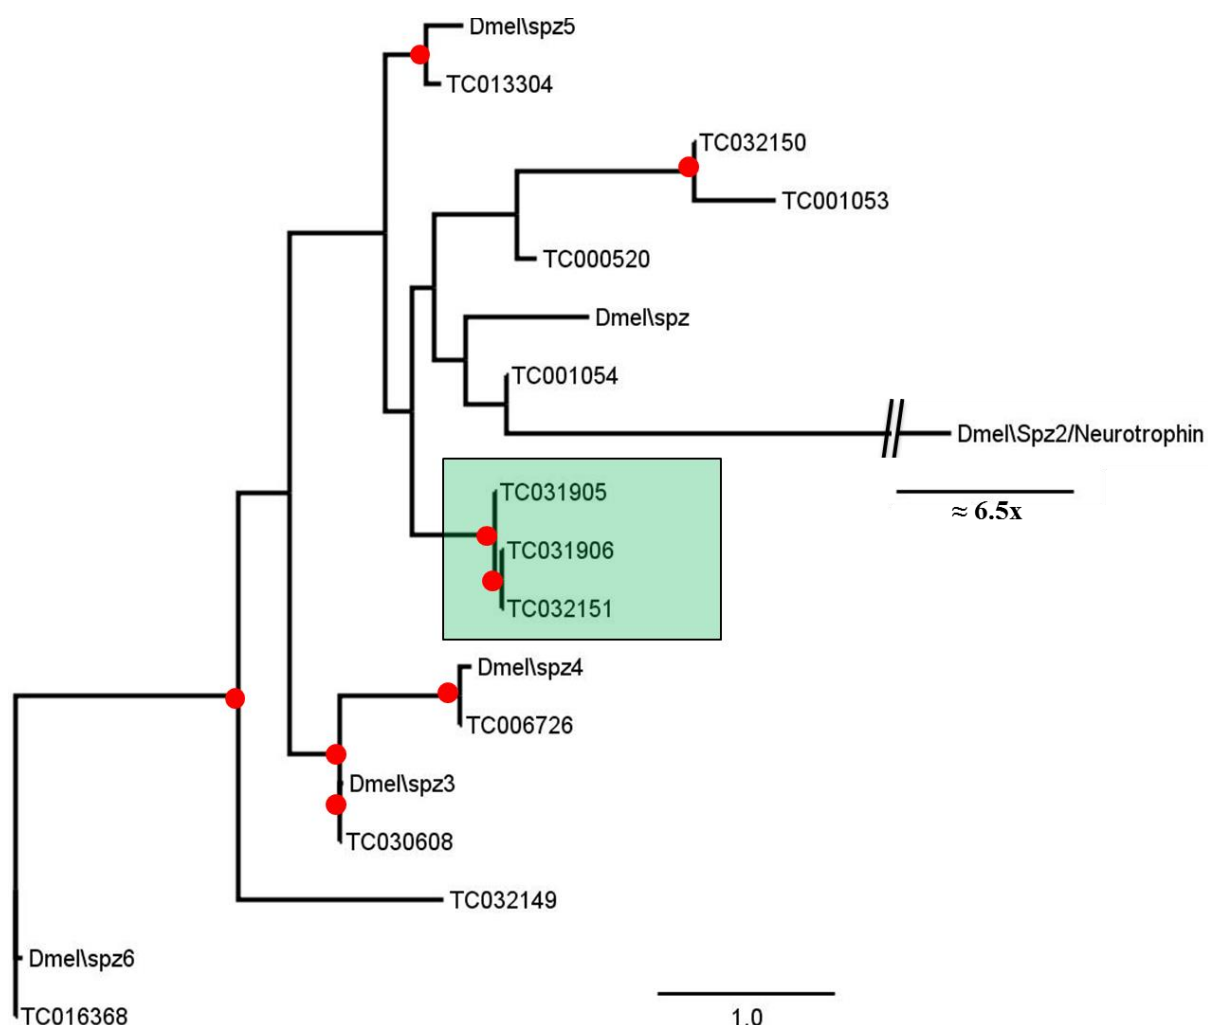 Dmel\spz5
TC013304
TC032150
TC001053
TC000520
Dmel\spz
TC001054
Dmel\Spz2/Neurotrophin
TC031905
≈ 6.5x
TC031906
TC032151
Dmel\spz4
TC006726
Dmel\spz3
TC030608
TC032149
Dmel\spz6
TC016368
1.0